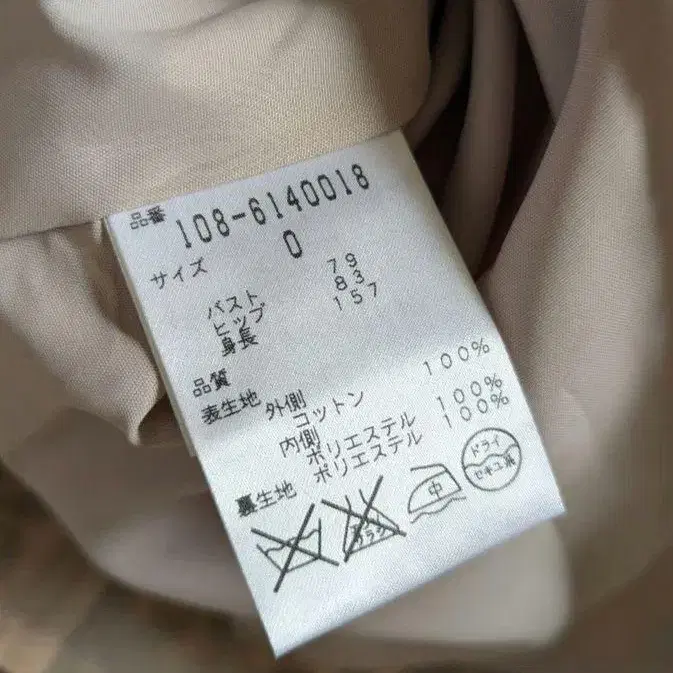 品番
108-6140018
サイズ 0
バスト 79
ヒップ 83
身長 157
品質
表生地 外側
コットン 100%
内側
ポリエステル 100%
裏生地 ポリエステル 100%
中
ドライ
セキユ系